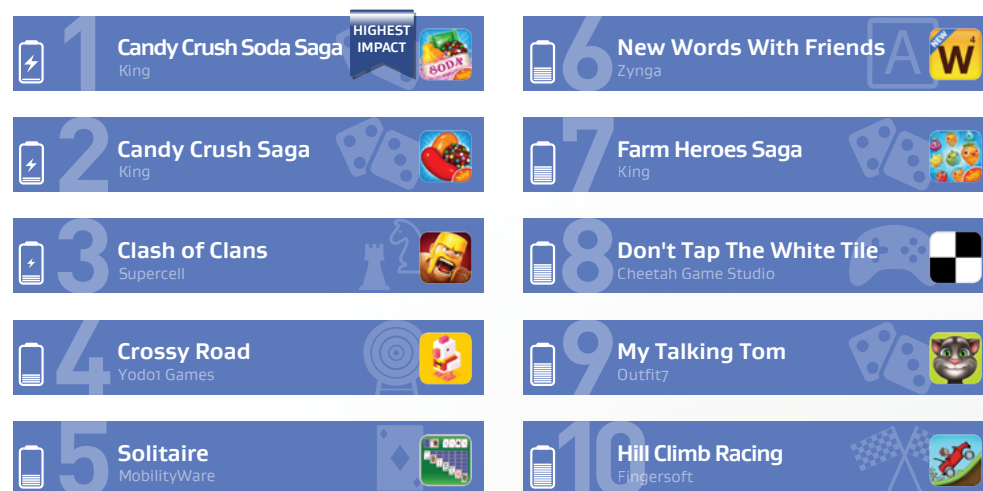 1
Candy Crush Soda Saga
King
HIGHEST
IMPACT
SODA
2
Candy Crush Saga
King
3
Clash of Clans
Supercell
4
Crossy Road
Yodo1 Games
5
Solitaire
MobilityWare
6
New Words With Friends
Zynga
A
NEW
W4
7
Farm Heroes Saga
King
8
Don't Tap The White Tile
Cheetah Game Studio
9
My Talking Tom
Outfit7
10
Hill Climb Racing
Fingersoft